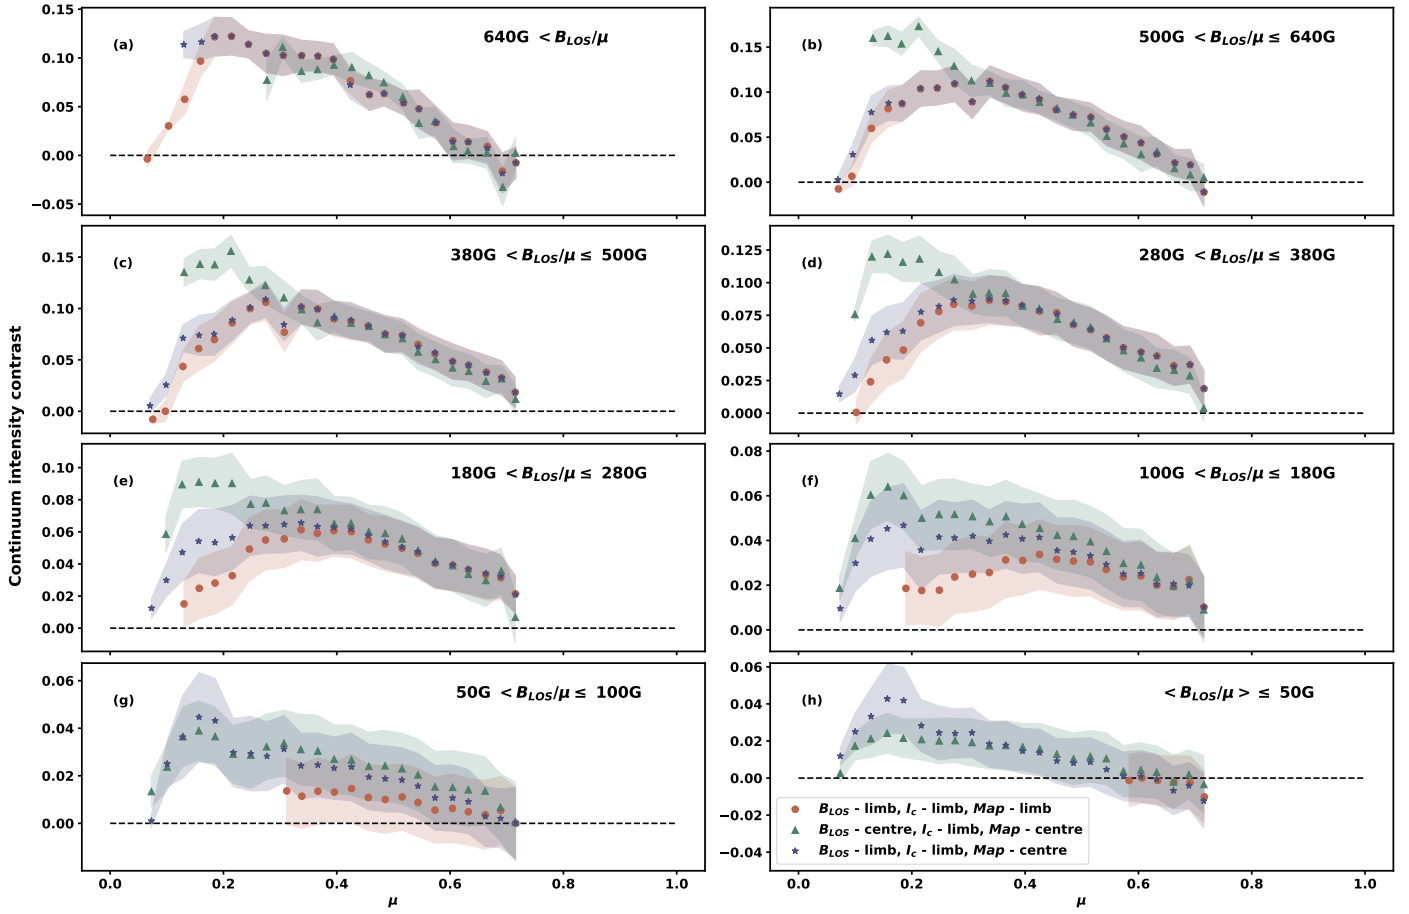 (a) 640G < B_LOS/μ
0.15
0.10
0.05
0.00
−0.05
(b) 500G < B_LOS/μ ≤ 640G
0.15
0.10
0.05
0.00
(c) 380G < B_LOS/μ ≤ 500G
0.15
0.10
0.05
0.00
(d) 280G < B_LOS/μ ≤ 380G
0.125
0.100
0.075
0.050
0.025
0.000
Continuum intensity contrast
(e) 180G < B_LOS/μ ≤ 280G
0.10
0.08
0.06
0.04
0.02
0.00
(f) 100G < B_LOS/μ ≤ 180G
0.08
0.06
0.04
0.02
0.00
(g) 50G < B_LOS/μ ≤ 100G
0.06
0.04
0.02
0.00
0.0 0.2 0.4 0.6 0.8 1.0
μ
(h) < B_LOS/μ > ≤ 50G
0.06
0.04
0.02
0.00
−0.02
−0.04
B_LOS - limb, I_c - limb, Map - limb
B_LOS - centre, I_c - limb, Map - centre
B_LOS - limb, I_c - limb, Map - centre
0.0 0.2 0.4 0.6 0.8 1.0
μ